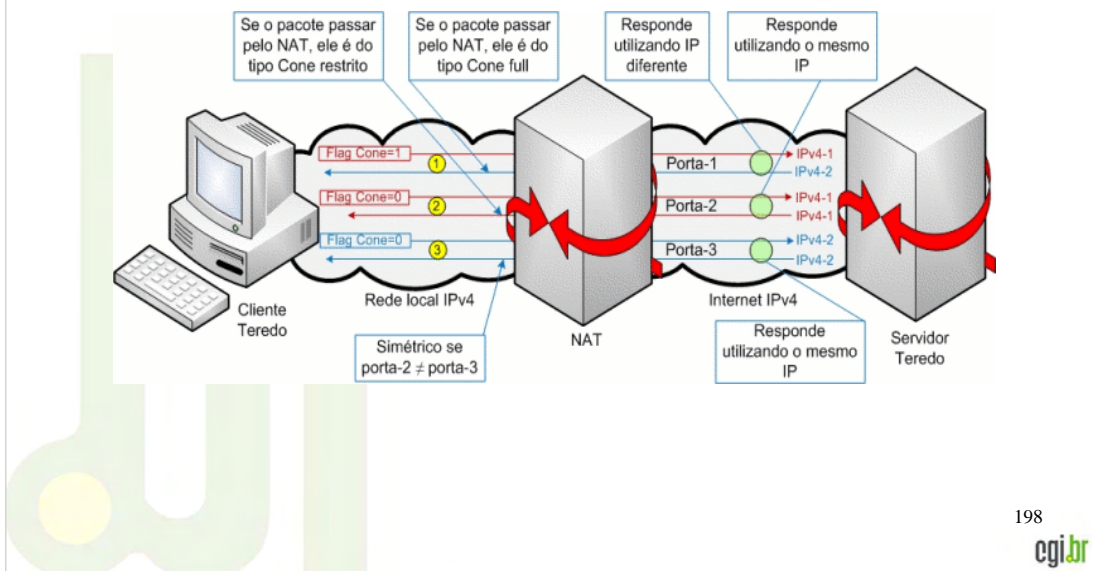 Se o pacote passar
pelo NAT, ele é do
tipo Cone restrito
Se o pacote passar
pelo NAT, ele é do
tipo Cone full
Responde
utilizando IP
diferente
Responde
utilizando o mesmo
IP
Flag Cone=1
1
Porta-1
IPv4-1
IPv4-2
Flag Cone=0
2
Porta-2
IPv4-1
IPv4-1
Flag Cone=0
3
Porta-3
IPv4-2
IPv4-2
Cliente
Teredo
Rede local IPv4
NAT
Internet IPv4
Servidor
Teredo
Simétrico se
porta-2 ≠ porta-3
Responde
utilizando o mesmo
IP
198
cgi.br